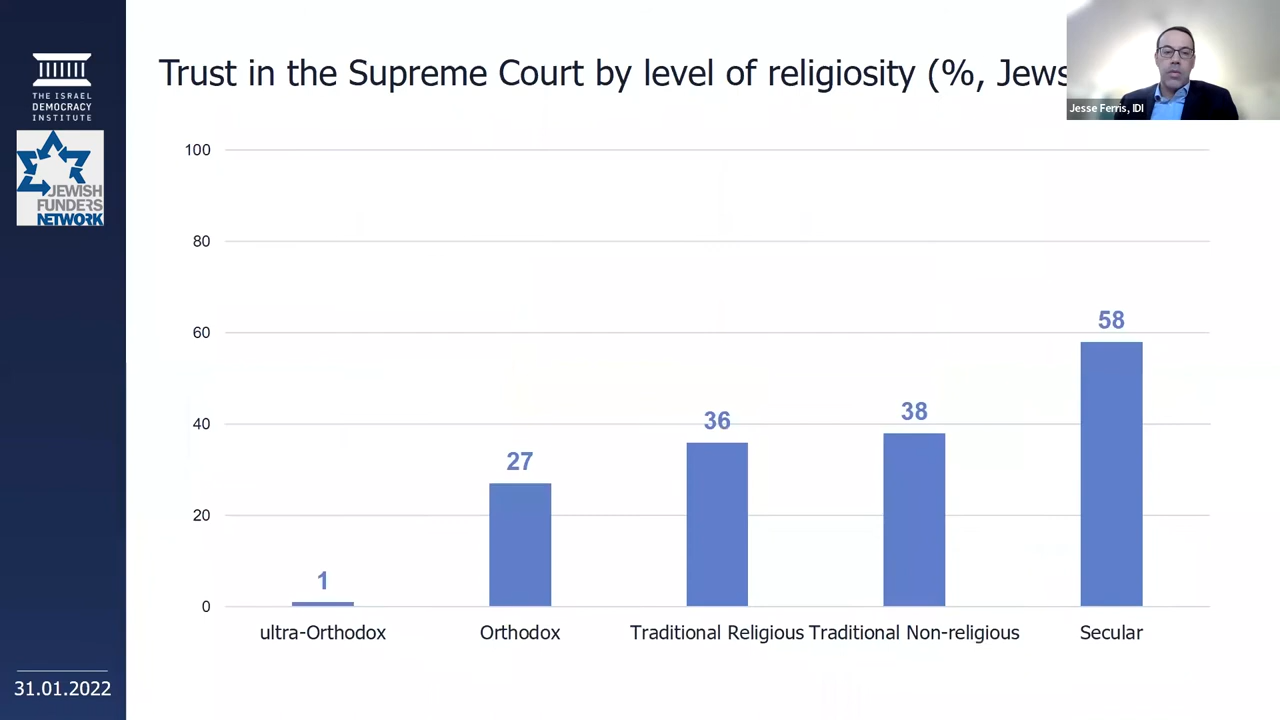 THE ISRAEL
DEMOCRACY
INSTITUTE
JEWISH
FUNDERS
NETWORK
31.01.2022
Trust in the Supreme Court by level of religiosity (%, Jews
Jesse Ferris, IDI
100
80
60
40
20
0
1
27
36
38
58
ultra-Orthodox
Orthodox
Traditional Religious
Traditional Non-religious
Secular